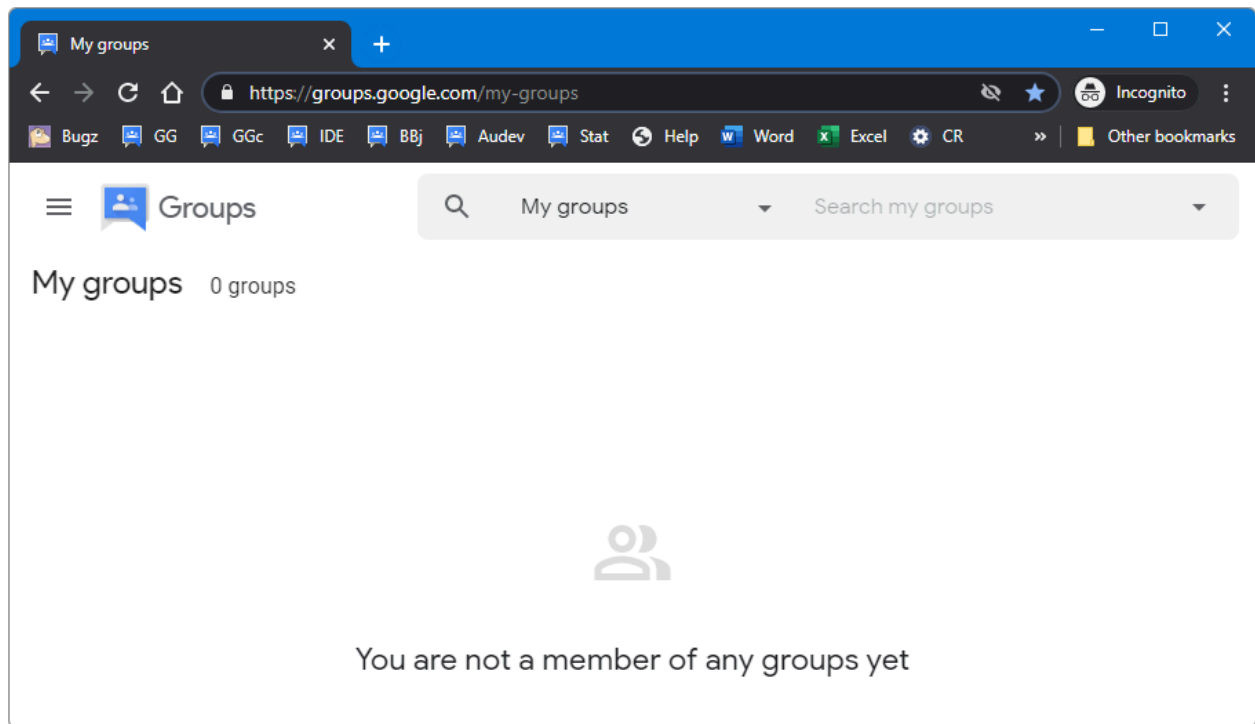 My groups
https://groups.google.com/my-groups Incognito
Bugz GG GGc IDE BBj Audev Stat Help Word Excel CR » Other bookmarks
Groups My groups Search my groups
My groups 0 groups
You are not a member of any groups yet